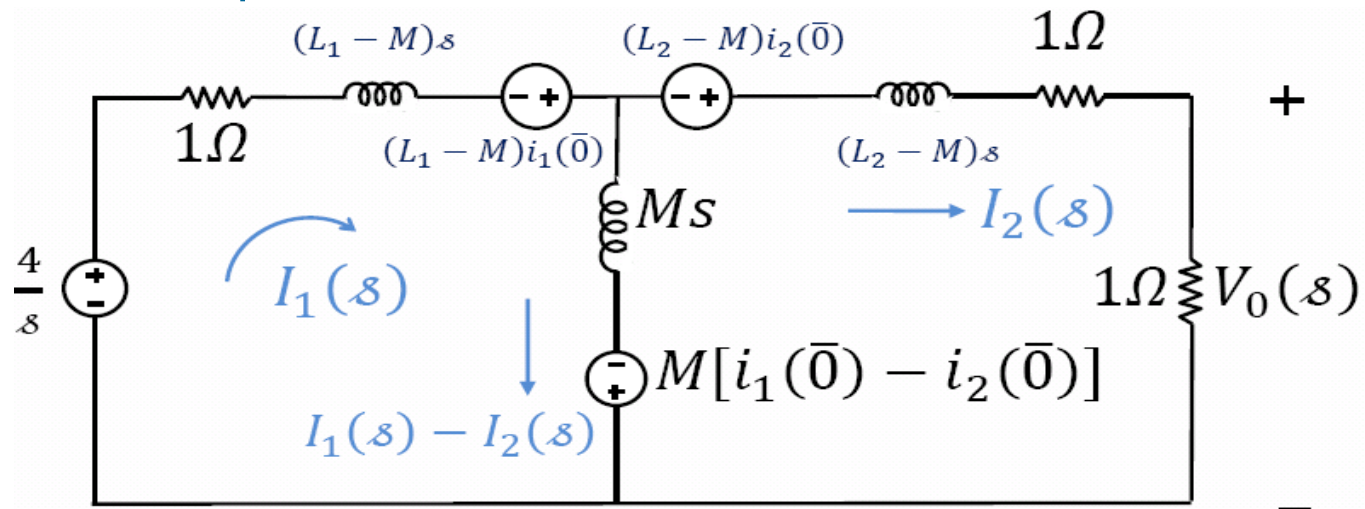 (L₁ − M)s
(L₂ − M)i₂(0̅)
1Ω
+
1Ω
− +
− +
(L₁ − M)i₁(0̅)
(L₂ − M)s
Ms
I₂(s)
4/s
+
−
I₁(s)
1Ω
V₀(s)
−
+
M[i₁(0̅) − i₂(0̅)]
I₁(s) − I₂(s)